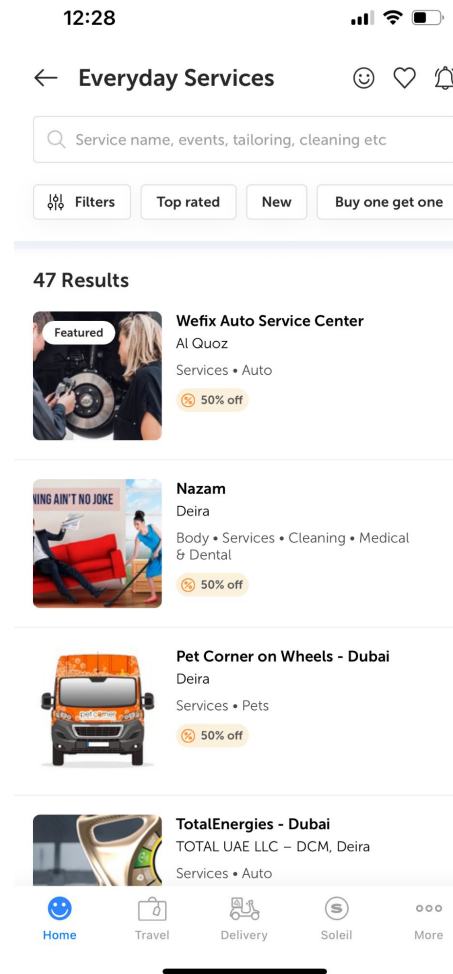 12:28
Everyday Services
Service name, events, tailoring, cleaning etc
Filters
Top rated
New
Buy one get one
47 Results
Featured
Wefix Auto Service Center
Al Quoz
Services • Auto
50% off
NING AIN'T NO JOKE
Nazam
Deira
Body • Services • Cleaning • Medical
& Dental
50% off
pet corner
Pet Corner on Wheels - Dubai
Deira
Services • Pets
50% off
TotalEnergies - Dubai
TOTAL UAE LLC – DCM, Deira
Services • Auto
Home
Travel
Delivery
S
Soleil
More